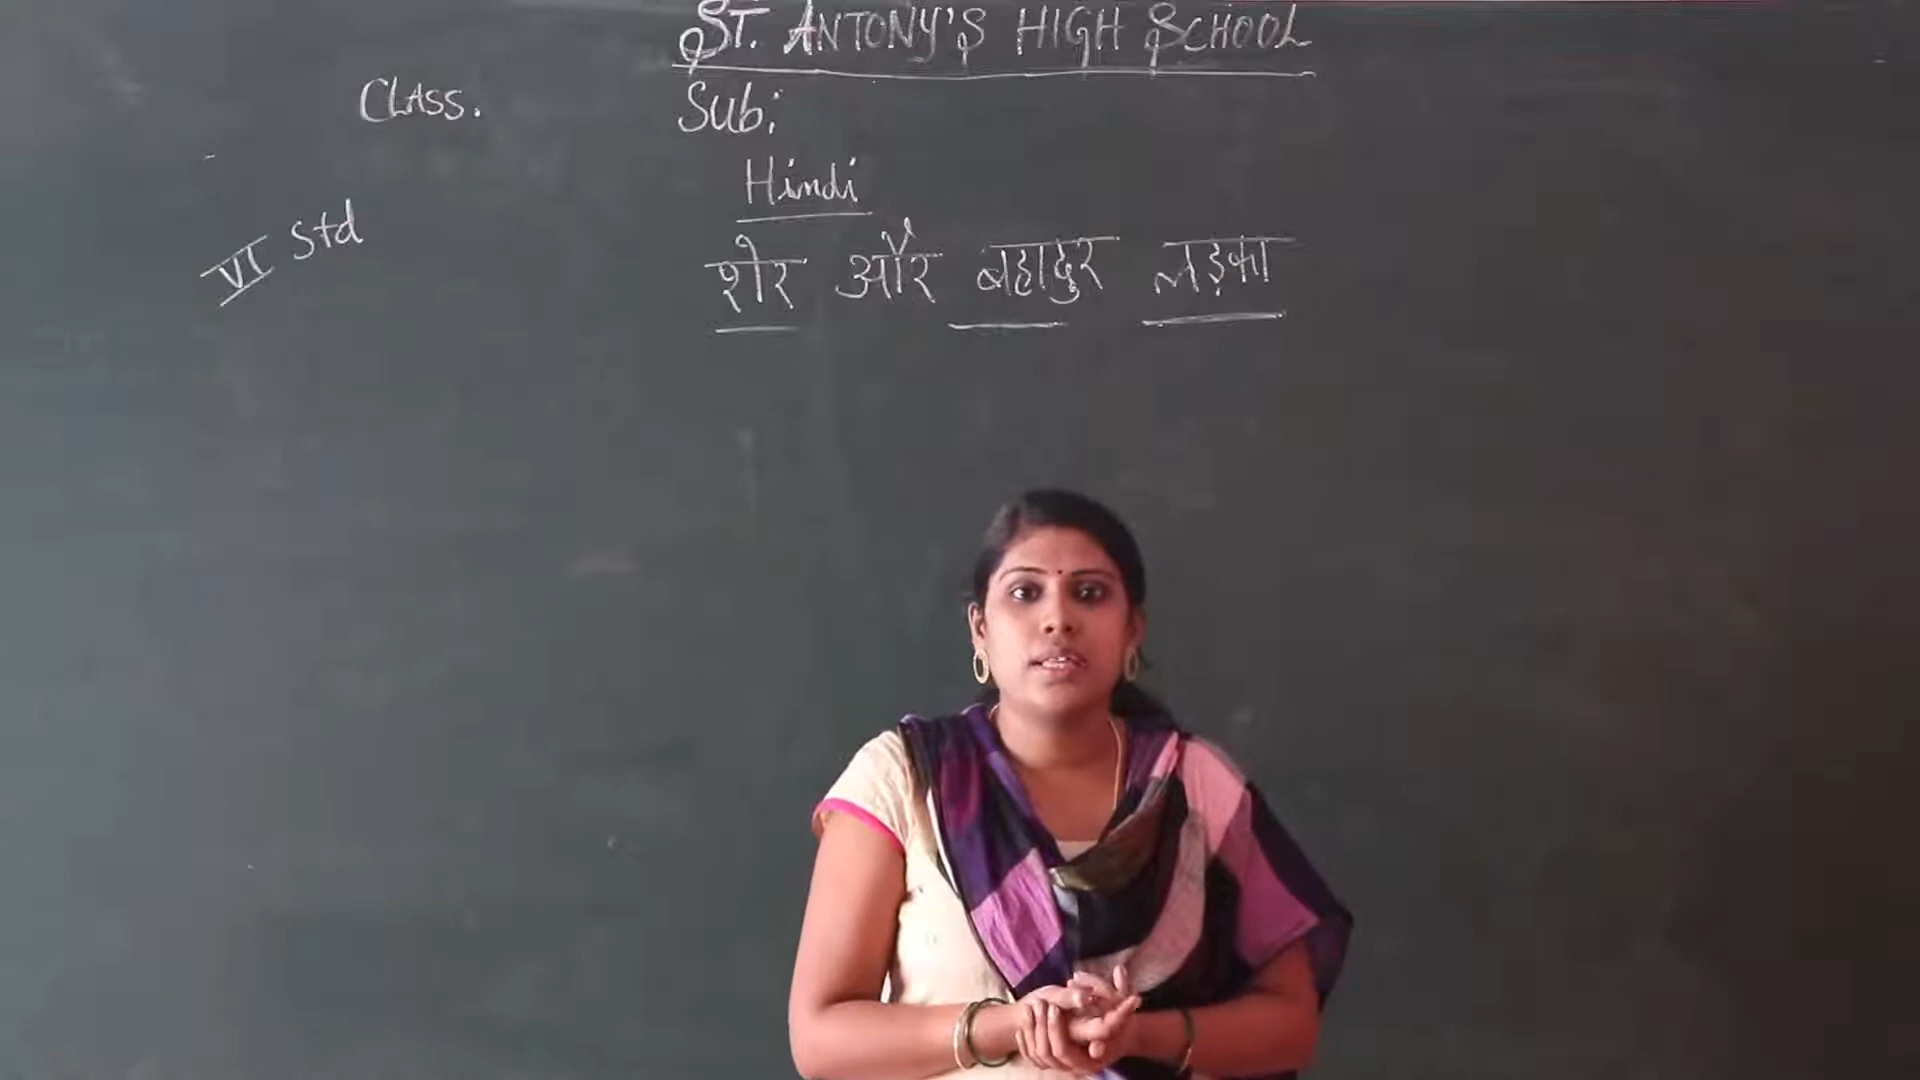 ST. ANTONY'S HIGH SCHOOL
CLASS. Sub:
Hindi
VI Std
शेर और बहादुर लड़का